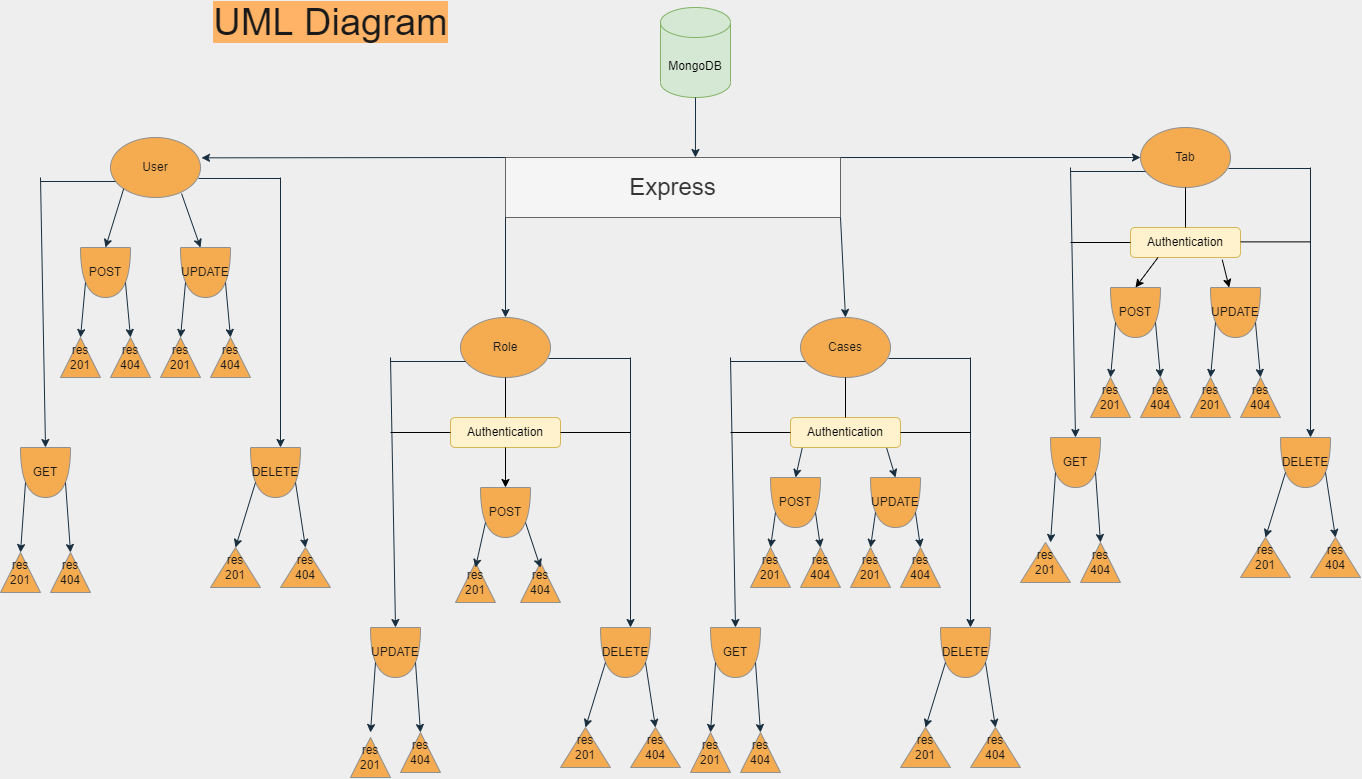 UML Diagram
MongoDB
Express
User
Tab
Authentication
POST
UPDATE
POST
UPDATE
res
201
res
404
res
201
res
404
Role
Cases
res
201
res
404
res
201
res
404
Authentication
Authentication
GET
DELETE
GET
DELETE
POST
POST
UPDATE
res
201
res
404
res
201
res
404
res
201
res
404
res
201
res
404
res
201
res
404
res
201
res
404
res
201
res
404
UPDATE
DELETE
GET
DELETE
res
201
res
404
res
201
res
404
res
201
res
404
res
201
res
404